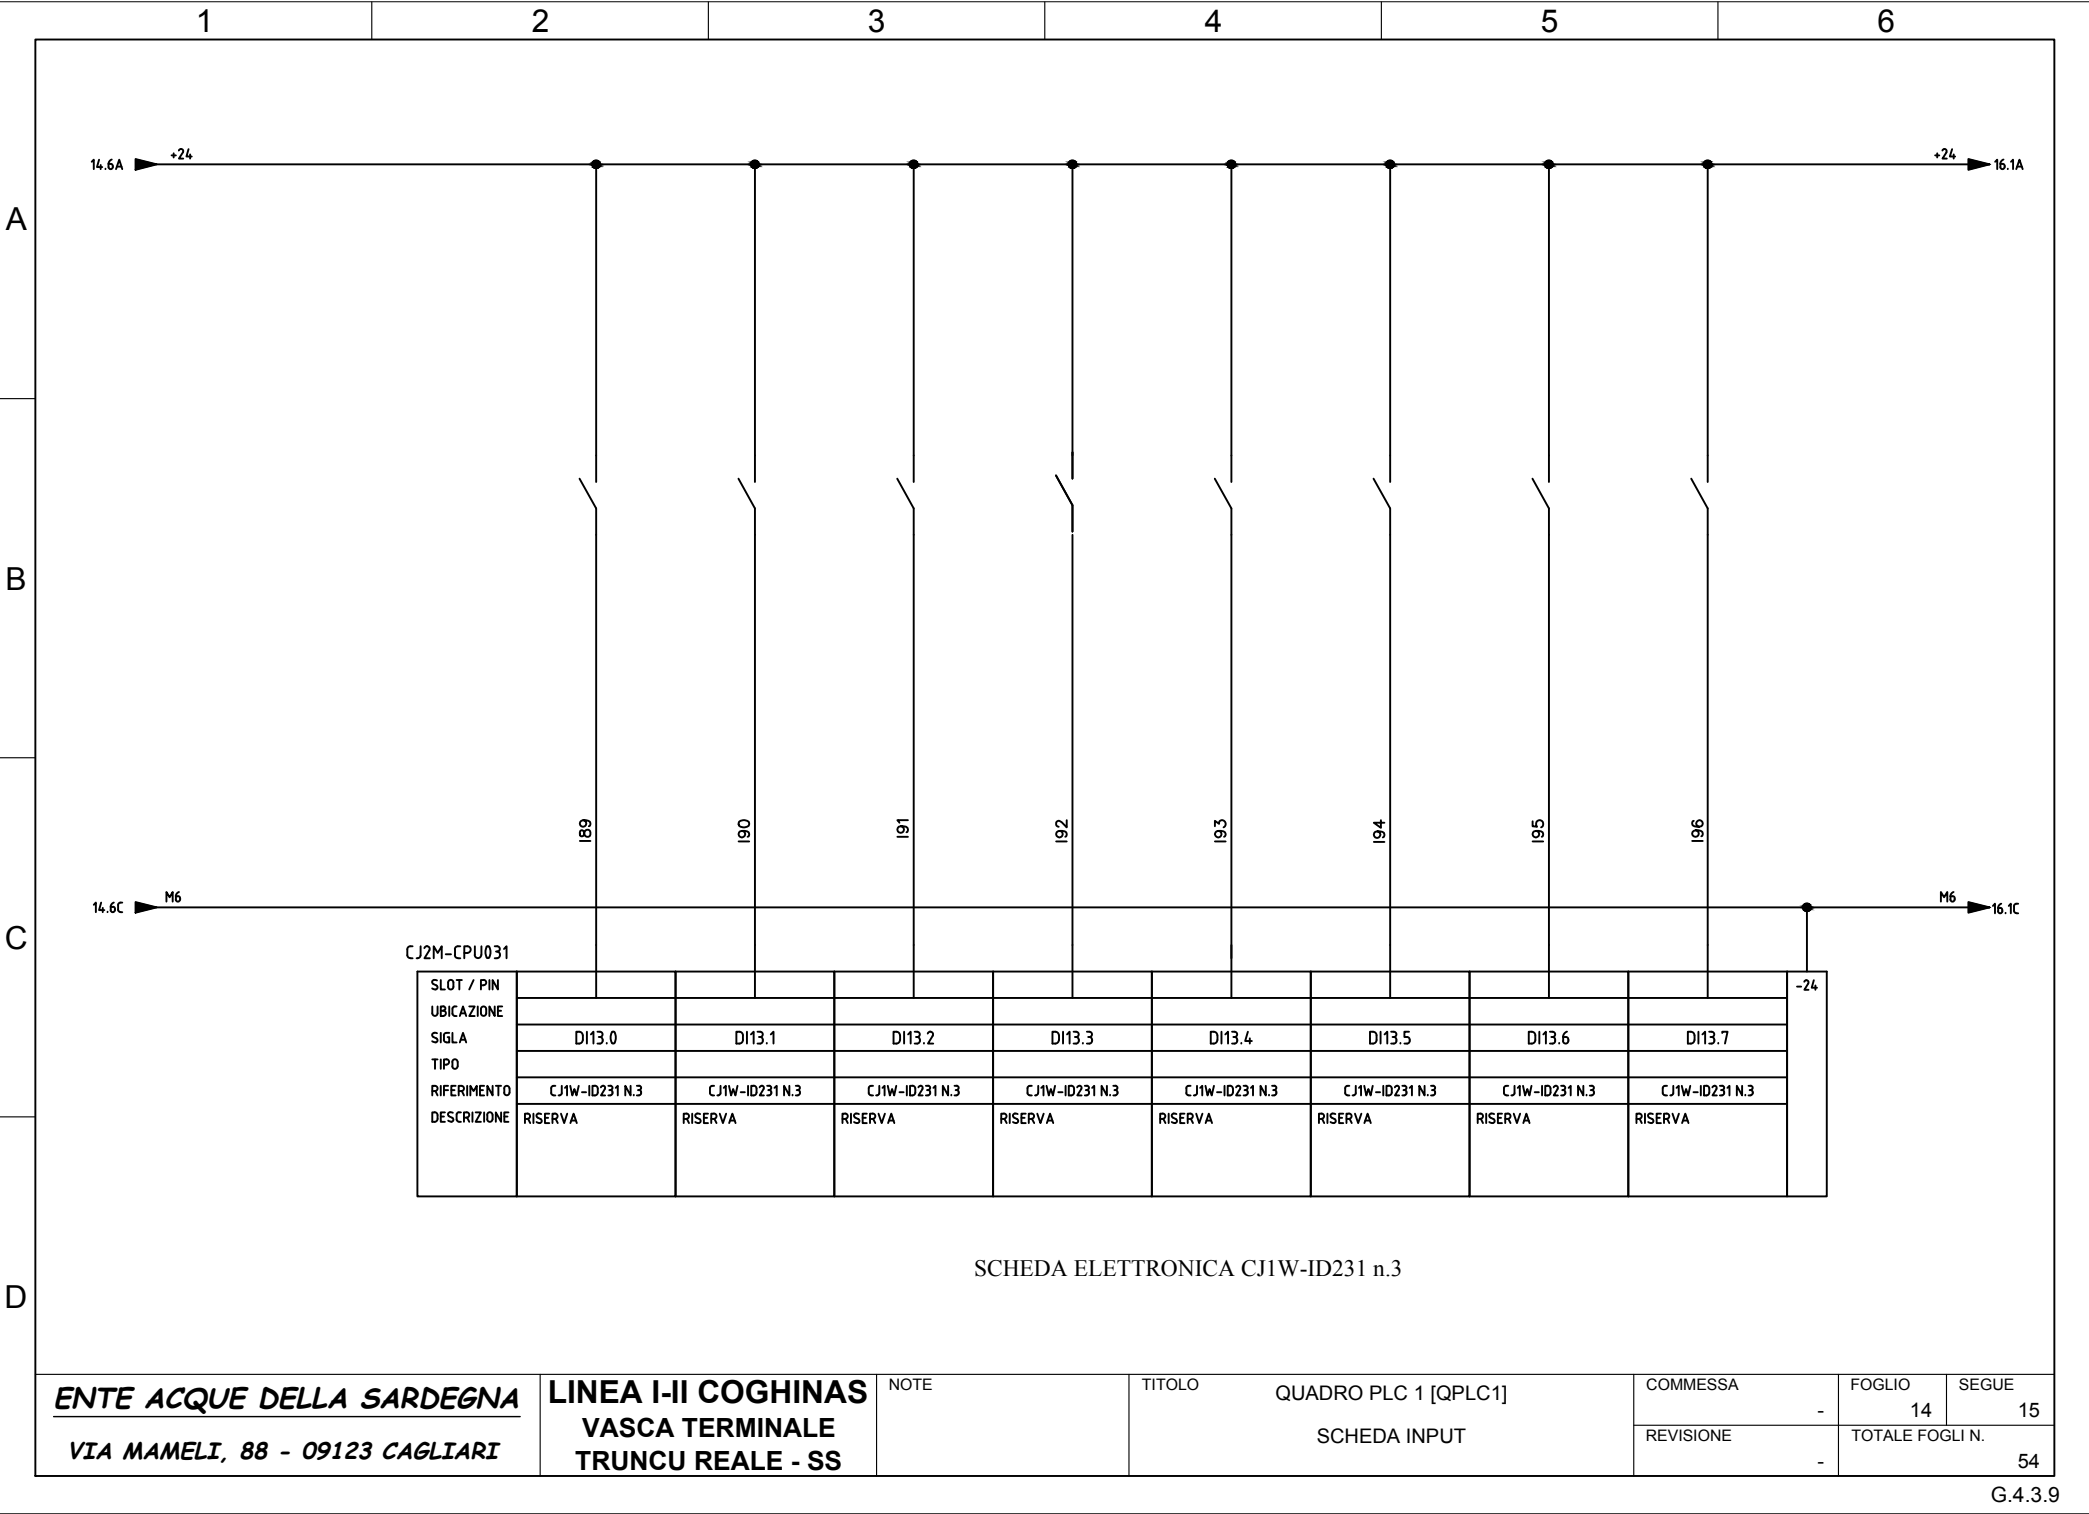 1 2 3 4 5 6
A
B
C
D
14.6A +24 +24 16.1A
I89 I90 I91 I92 I93 I94 I95 I96
14.6C M6 M6 16.1C
CJ2M-CPU031
SLOT / PIN -24
UBICAZIONE
SIGLA DI13.0 DI13.1 DI13.2 DI13.3 DI13.4 DI13.5 DI13.6 DI13.7
TIPO
RIFERIMENTO CJ1W-ID231 N.3 CJ1W-ID231 N.3 CJ1W-ID231 N.3 CJ1W-ID231 N.3 CJ1W-ID231 N.3 CJ1W-ID231 N.3 CJ1W-ID231 N.3 CJ1W-ID231 N.3
DESCRIZIONE RISERVA RISERVA RISERVA RISERVA RISERVA RISERVA RISERVA RISERVA
SCHEDA ELETTRONICA CJ1W-ID231 n.3
ENTE ACQUE DELLA SARDEGNA
VIA MAMELI, 88 - 09123 CAGLIARI
LINEA I-II COGHINAS
VASCA TERMINALE
TRUNCU REALE - SS
NOTE
TITOLO
QUADRO PLC 1 [QPLC1]
SCHEDA INPUT
COMMESSA
-
REVISIONE
-
FOGLIO
14
SEGUE
15
TOTALE FOGLI N.
54
G.4.3.9